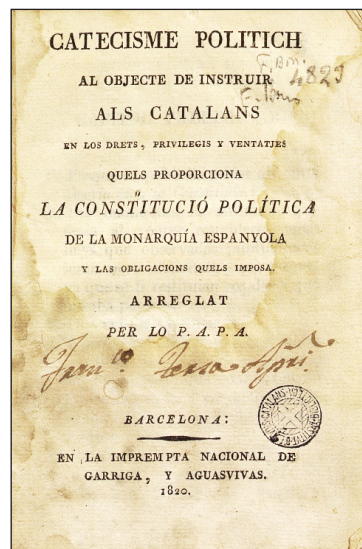 CATECISME POLITICH
AL OBJECTE DE INSTRUIR
4829
ALS CATALANS
EN LOS DRETS, PRIVILEGIS Y VENTATJES
QUELS PROPORCIONA
LA CONSTITUCIÓ POLÍTICA
DE LA MONARQUÍA ESPANYOLA
Y LAS OBLIGACIONS QUELS IMPOSA.
ARREGLAT
PER LO P. A. P. A.
BARCELONA:
EN LA IMPREMPTA NACIONAL DE
GARRIGA, Y AGUASVIVAS.
1820.